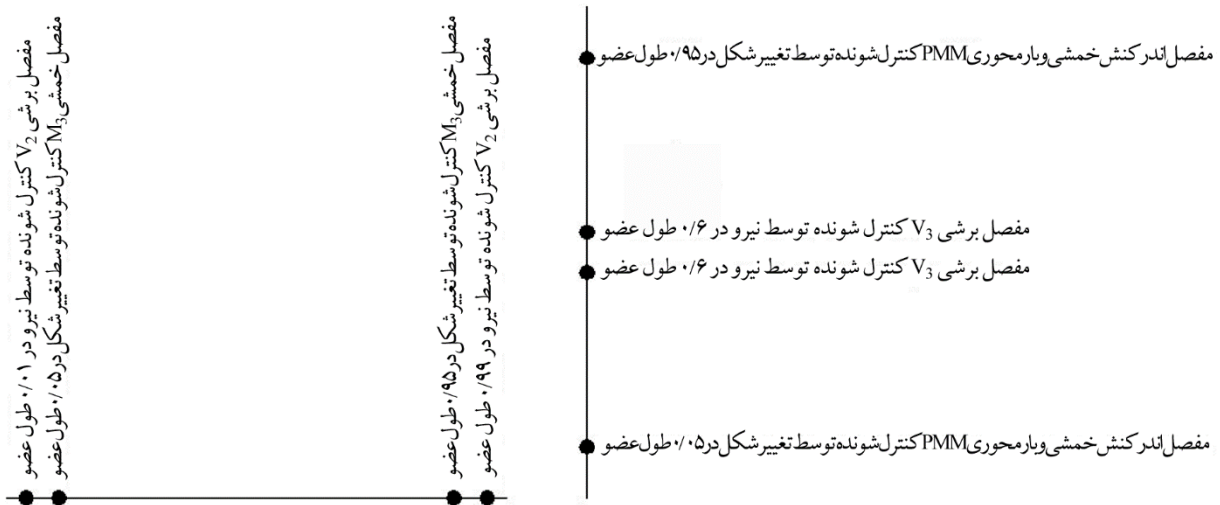 مفصل برشی V2 کنترل شونده توسط نیرو در ۰/۰۱ طول عضو
مفصل خمشی M3 کنترل شونده توسط تغییر شکل در ۰/۰۵ طول عضو
مفصل خمشی M3 کنترل شونده توسط تغییر شکل در ۰/۹۵ طول عضو
مفصل برشی V2 کنترل شونده توسط نیرو در ۰/۹۹ طول عضو
مفصل اندرکنش خمشی وبار محوری PMM کنترل شونده توسط تغییر شکل در ۰/۹۵ طول عضو
مفصل برشی V3 کنترل شونده توسط نیرو در ۰/۶ طول عضو
مفصل برشی V3 کنترل شونده توسط نیرو در ۰/۶ طول عضو
مفصل اندرکنش خمشی وبار محوری PMM کنترل شونده توسط تغییر شکل در ۰/۰۵ طول عضو